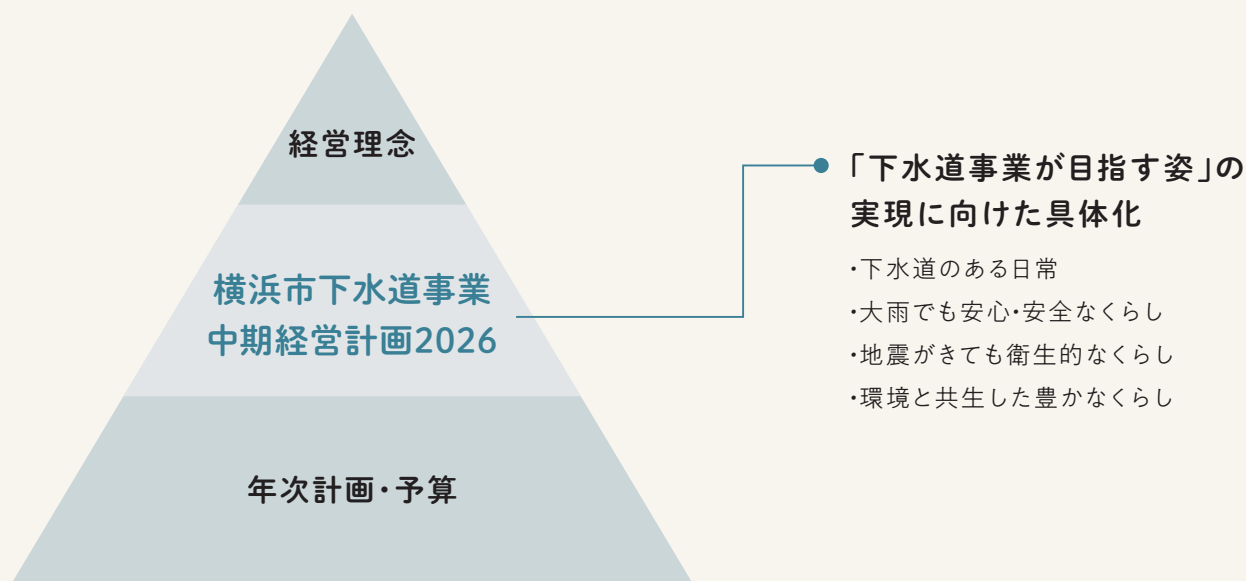 経営理念
横浜市下水道事業
中期経営計画2026
年次計画・予算
「下水道事業が目指す姿」の
実現に向けた具体化
・下水道のある日常
・大雨でも安心・安全なくらし
・地震がきても衛生的なくらし
・環境と共生した豊かなくらし